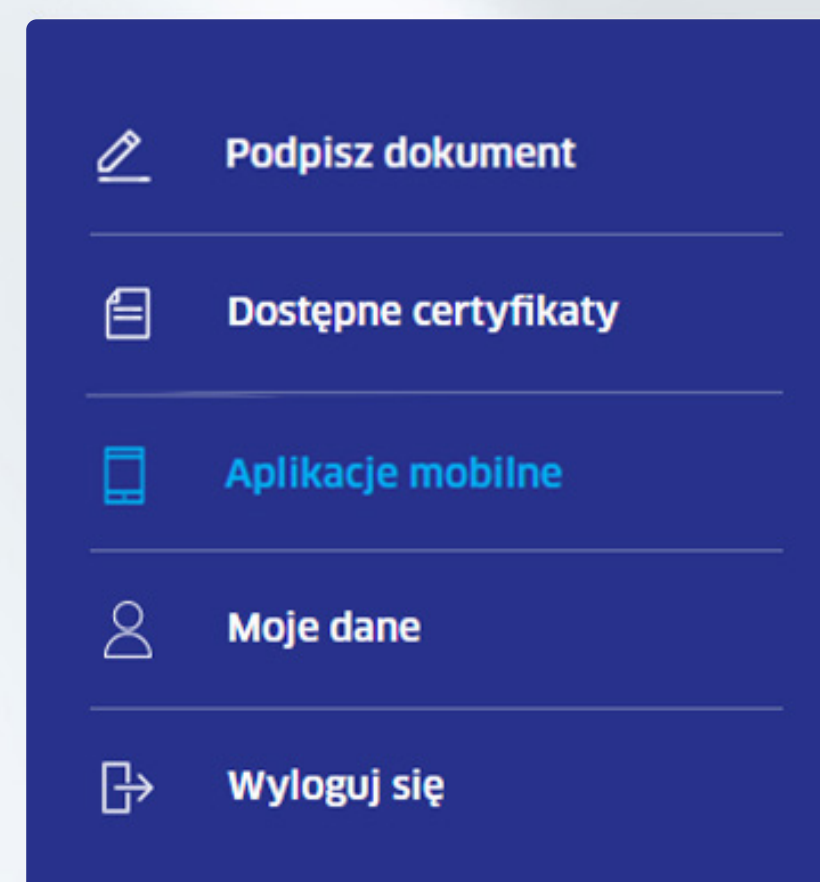 Podpisz dokument
Dostępne certyfikaty
Aplikacje mobilne
Moje dane
Wyloguj się